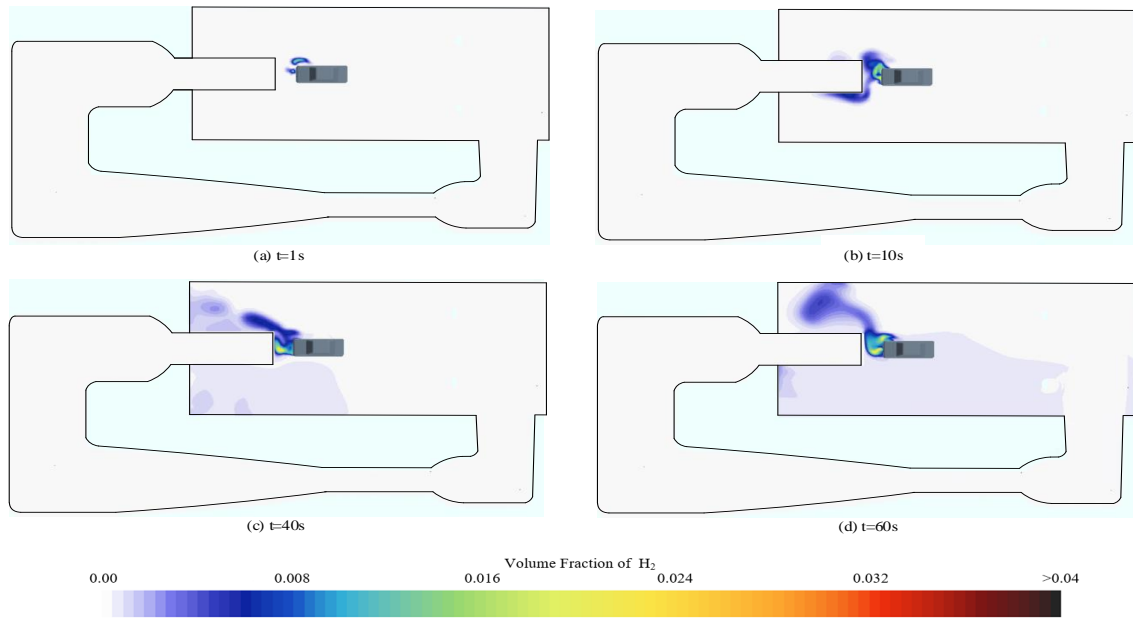 (a) t=1s
(b) t=10s
(c) t=40s
(d) t=60s
Volume Fraction of H₂
0.00 0.008 0.016 0.024 0.032 >0.04